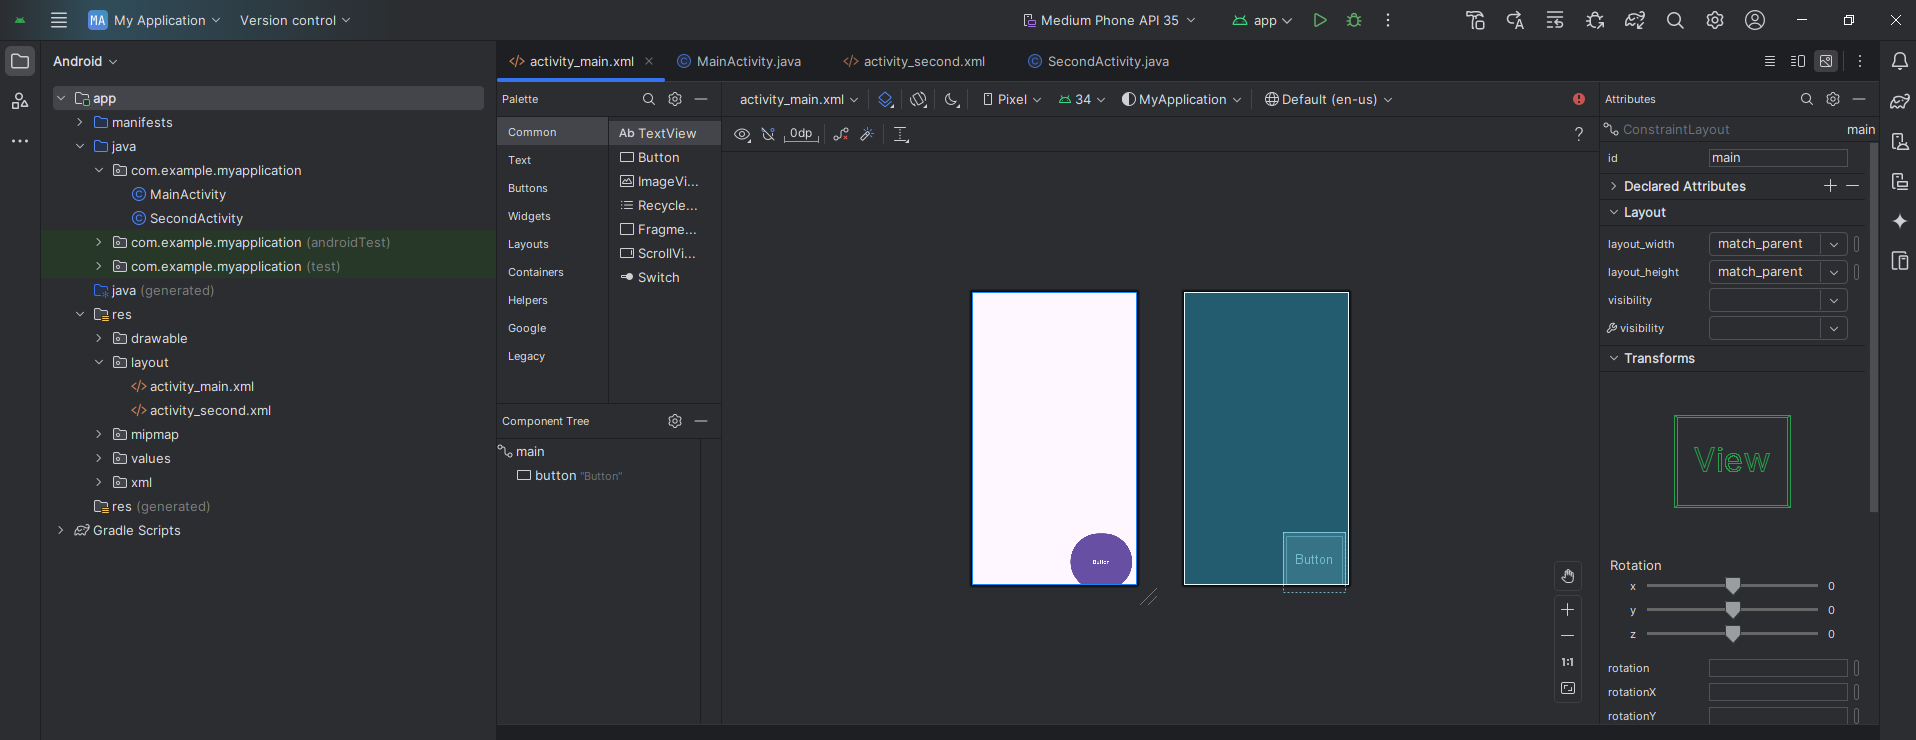 MA My Application Version control Medium Phone API 35 app
Android
app
manifests
java
com.example.myapplication
MainActivity
SecondActivity
com.example.myapplication (androidTest)
com.example.myapplication (test)
java (generated)
res
drawable
layout
activity_main.xml
activity_second.xml
mipmap
values
xml
res (generated)
Gradle Scripts
activity_main.xml MainActivity.java activity_second.xml SecondActivity.java
Palette
Common
Text
Buttons
Widgets
Layouts
Containers
Helpers
Google
Legacy
Ab TextView
Button
ImageVi...
Recycle...
Fragme...
ScrollVi...
Switch
Component Tree
main
button "Button"
activity_main.xml Pixel 34 MyApplication Default (en-us)
0dp ?
Button
Button
1:1
Attributes
ConstraintLayout main
id main
Declared Attributes
Layout
layout_width match_parent
layout_height match_parent
visibility
visibility
Transforms
View
Rotation
x 0
y 0
z 0
rotation
rotationX
rotationY